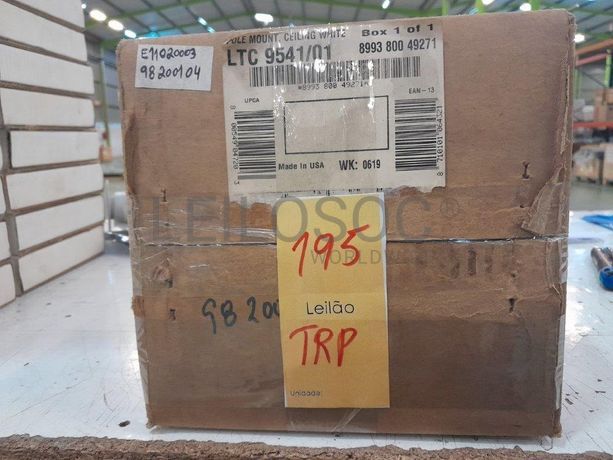 POLE MOUNT, CEILING WHITE Box 1 of 1
LTC 9541/01 8993 800 49271
*8993 800 49271*
UPCA EAN-13
Made In USA WK: 0619
E11020003
98200104
LEILOSOC®
WORLDWIDE
195
98 200
Leilão
TRP
Unidade: